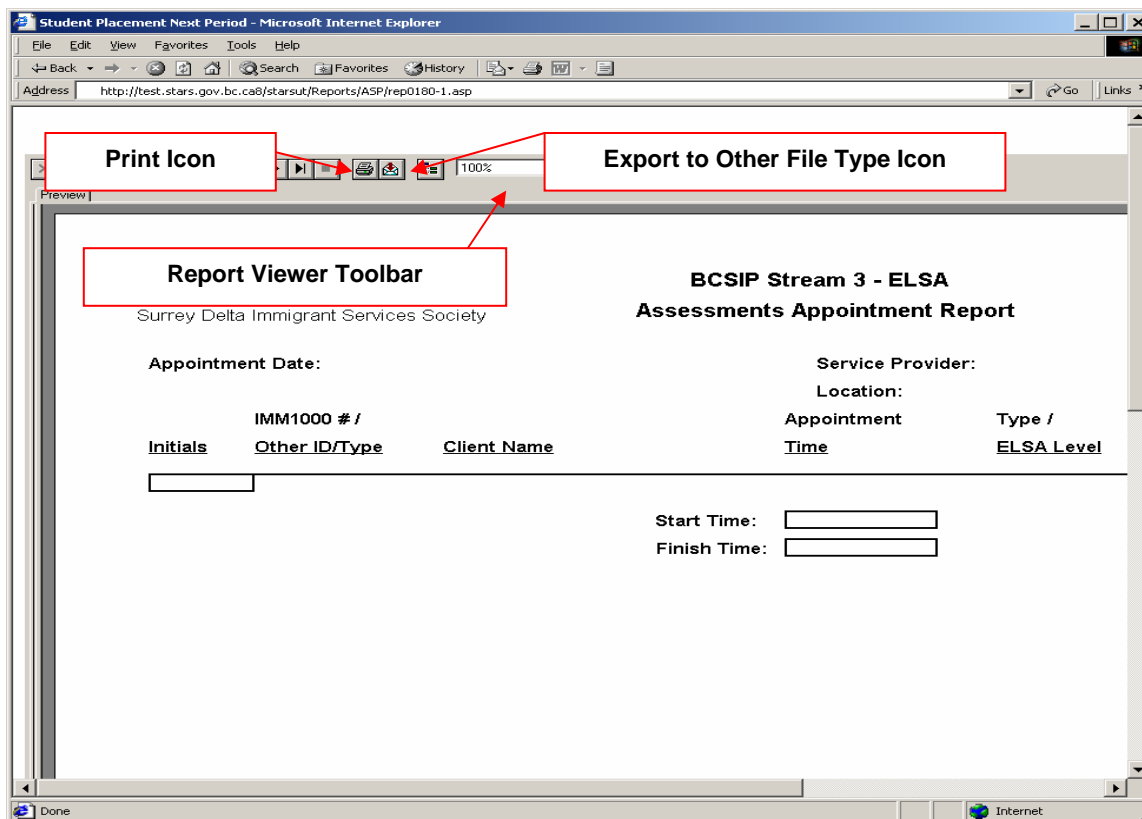 Student Placement Next Period - Microsoft Internet Explorer
File Edit View Favorites Tools Help
Back Search Favorites History
Address http://test.stars.gov.bc.ca8/starsut/Reports/ASP/rep0180-1.asp Go Links
Print Icon Export to Other File Type Icon
100%
Preview
Report Viewer Toolbar
BCSIP Stream 3 - ELSA
Surrey Delta Immigrant Services Society Assessments Appointment Report
Appointment Date: Service Provider:
Location:
IMM1000 # / Appointment Type /
Initials Other ID/Type Client Name Time ELSA Level
Start Time:
Finish Time:
Done Internet